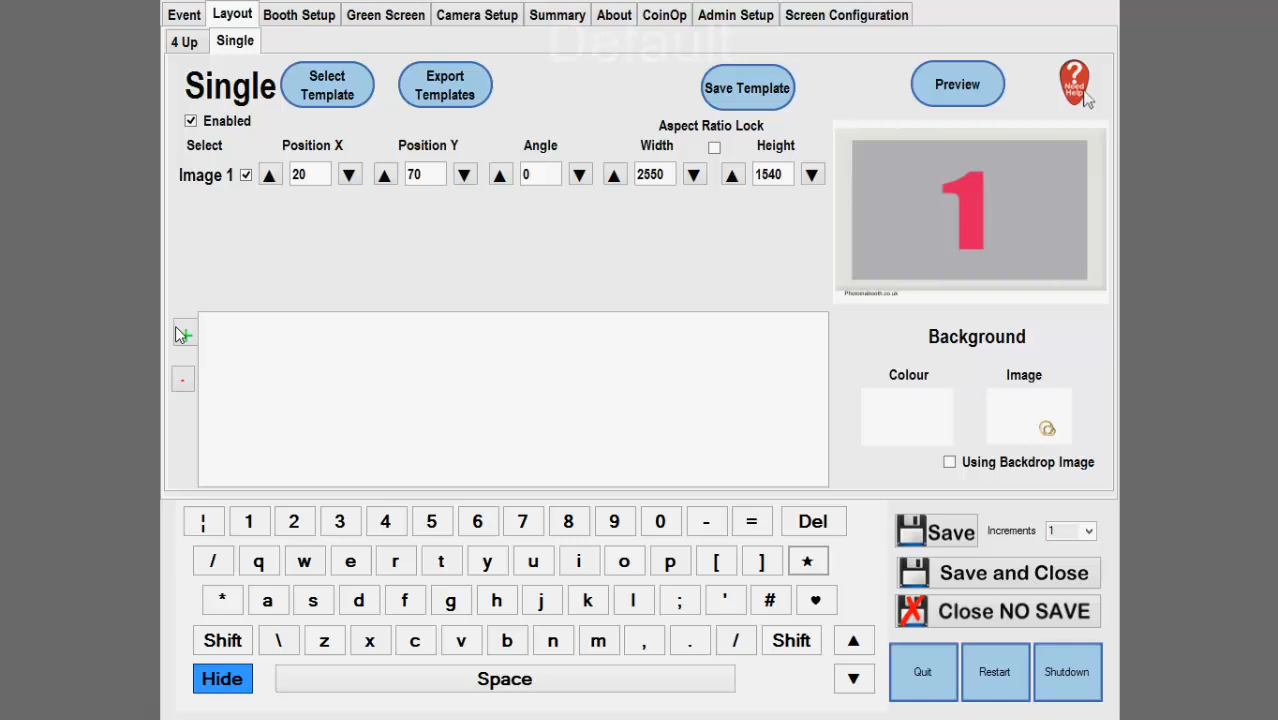 Event Layout Booth Setup Green Screen Camera Setup Summary About CoinOp Admin Setup Screen Configuration
4 Up Single
Default
Single Select Template Export Templates Save Template Preview ? Need Help
Enabled
Aspect Ratio Lock
Select Position X Position Y Angle Width Height
Image 1 ▲ 20 ▼ ▲ 70 ▼ ▲ 0 ▼ ▲ 2550 ▼ ▲ 1540 ▼
1
+
-
Background
Colour Image
Using Backdrop Image
¦ 1 2 3 4 5 6 7 8 9 0 - = Del
/ q w e r t y u i o p [ ] ★
* a s d f g h j k l ; ' # ♥
Shift \ z x c v b n m , . / Shift ▲
Hide Space ▼
Save Increments 1
Save and Close
Close NO SAVE
Quit Restart Shutdown